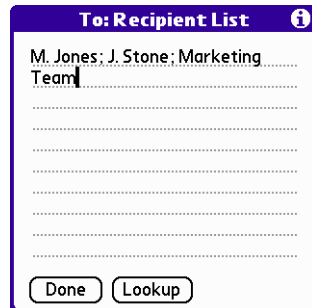 To: Recipient List
M. Jones; J. Stone; Marketing
Team
Done
Lookup